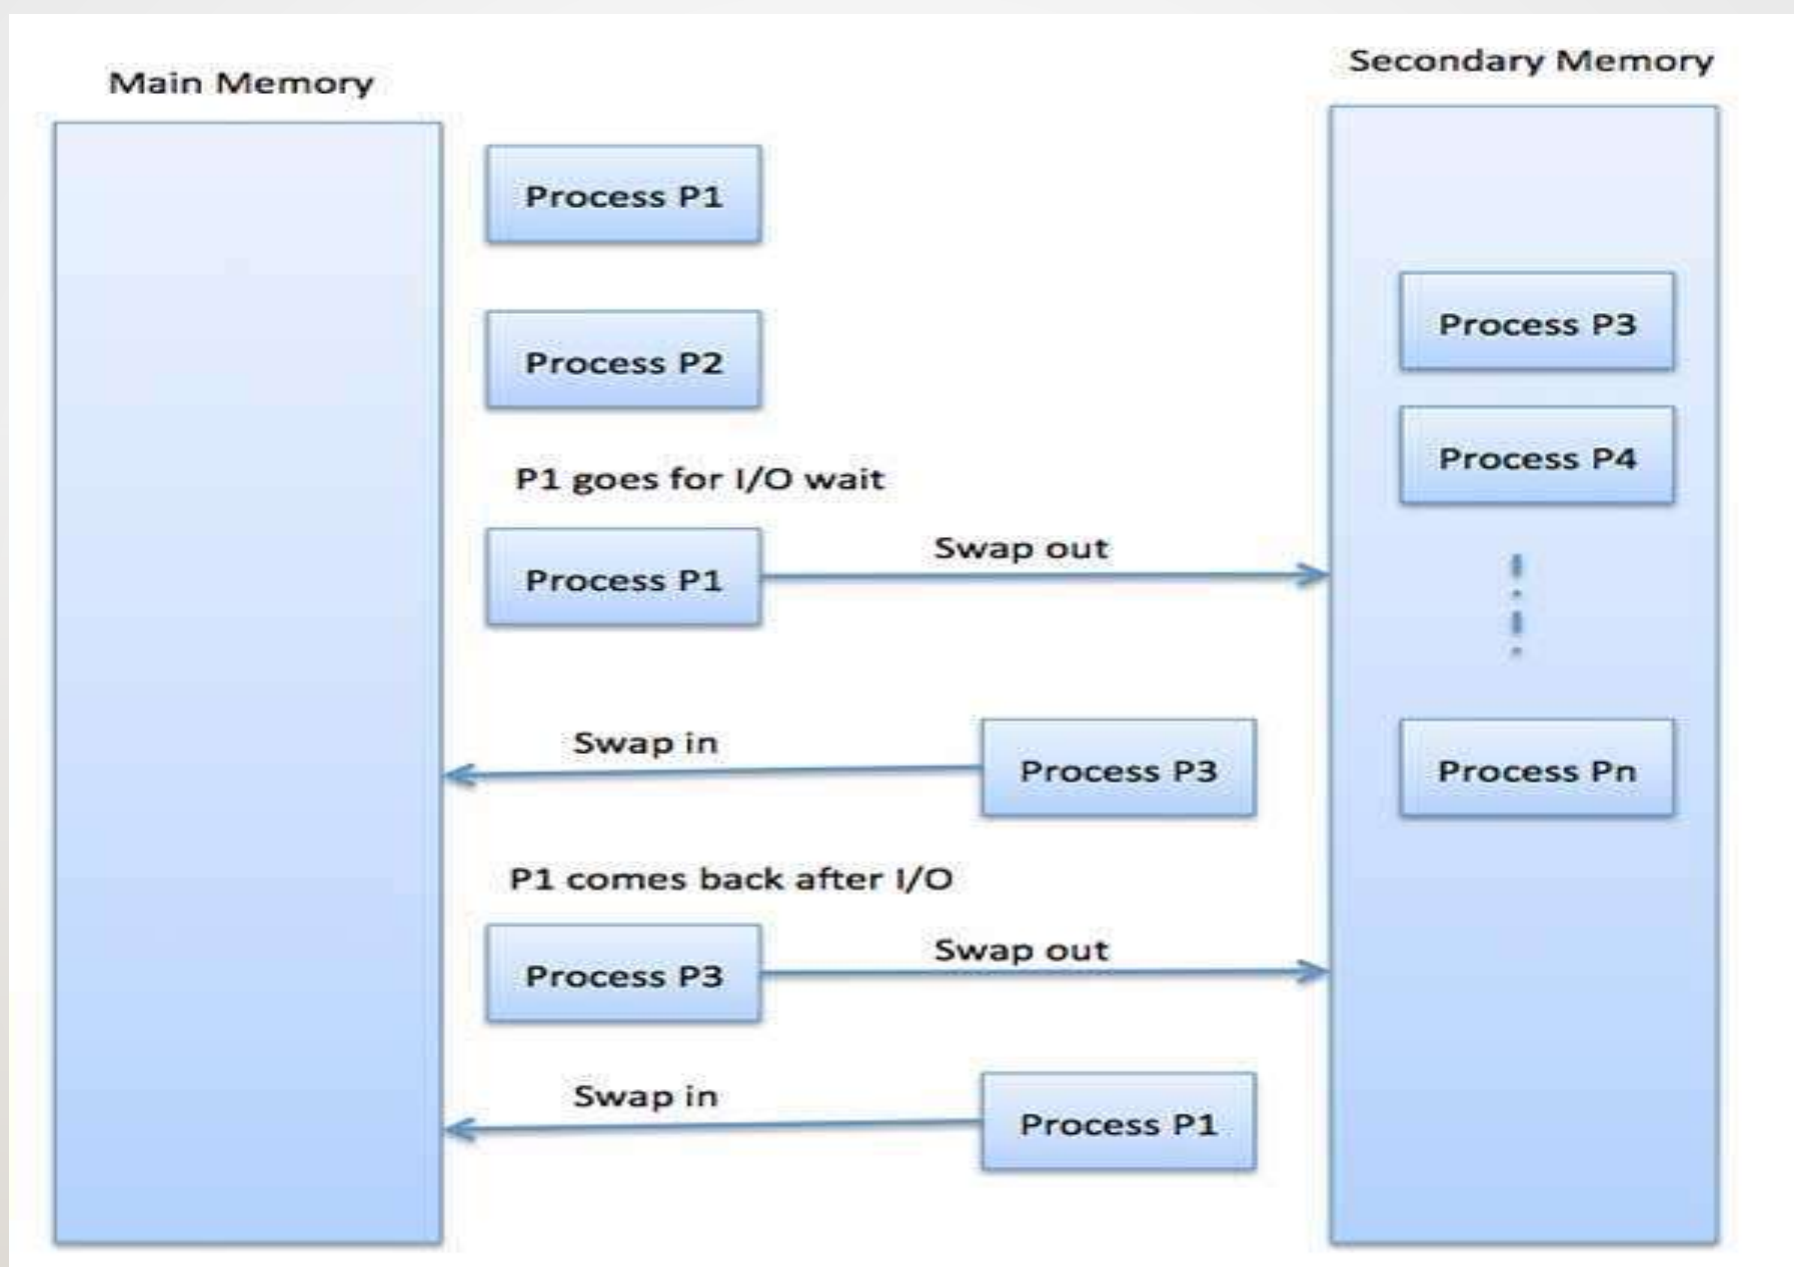 Main Memory
Secondary Memory
Process P1
Process P2
Process P3
Process P4
P1 goes for I/O wait
Process P1
Swap out
Swap in
Process P3
Process Pn
P1 comes back after I/O
Process P3
Swap out
Swap in
Process P1